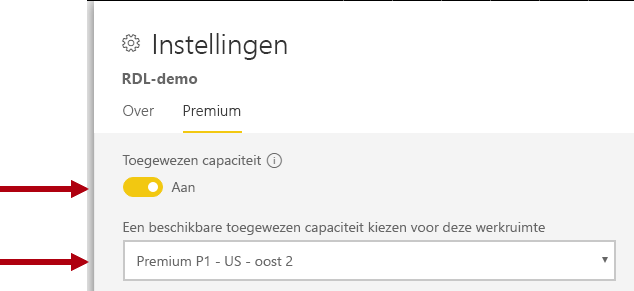 Instellingen
RDL-demo
Over Premium
Toegewezen capaciteit
Aan
Een beschikbare toegewezen capaciteit kiezen voor deze werkruimte
Premium P1 - US - oost 2